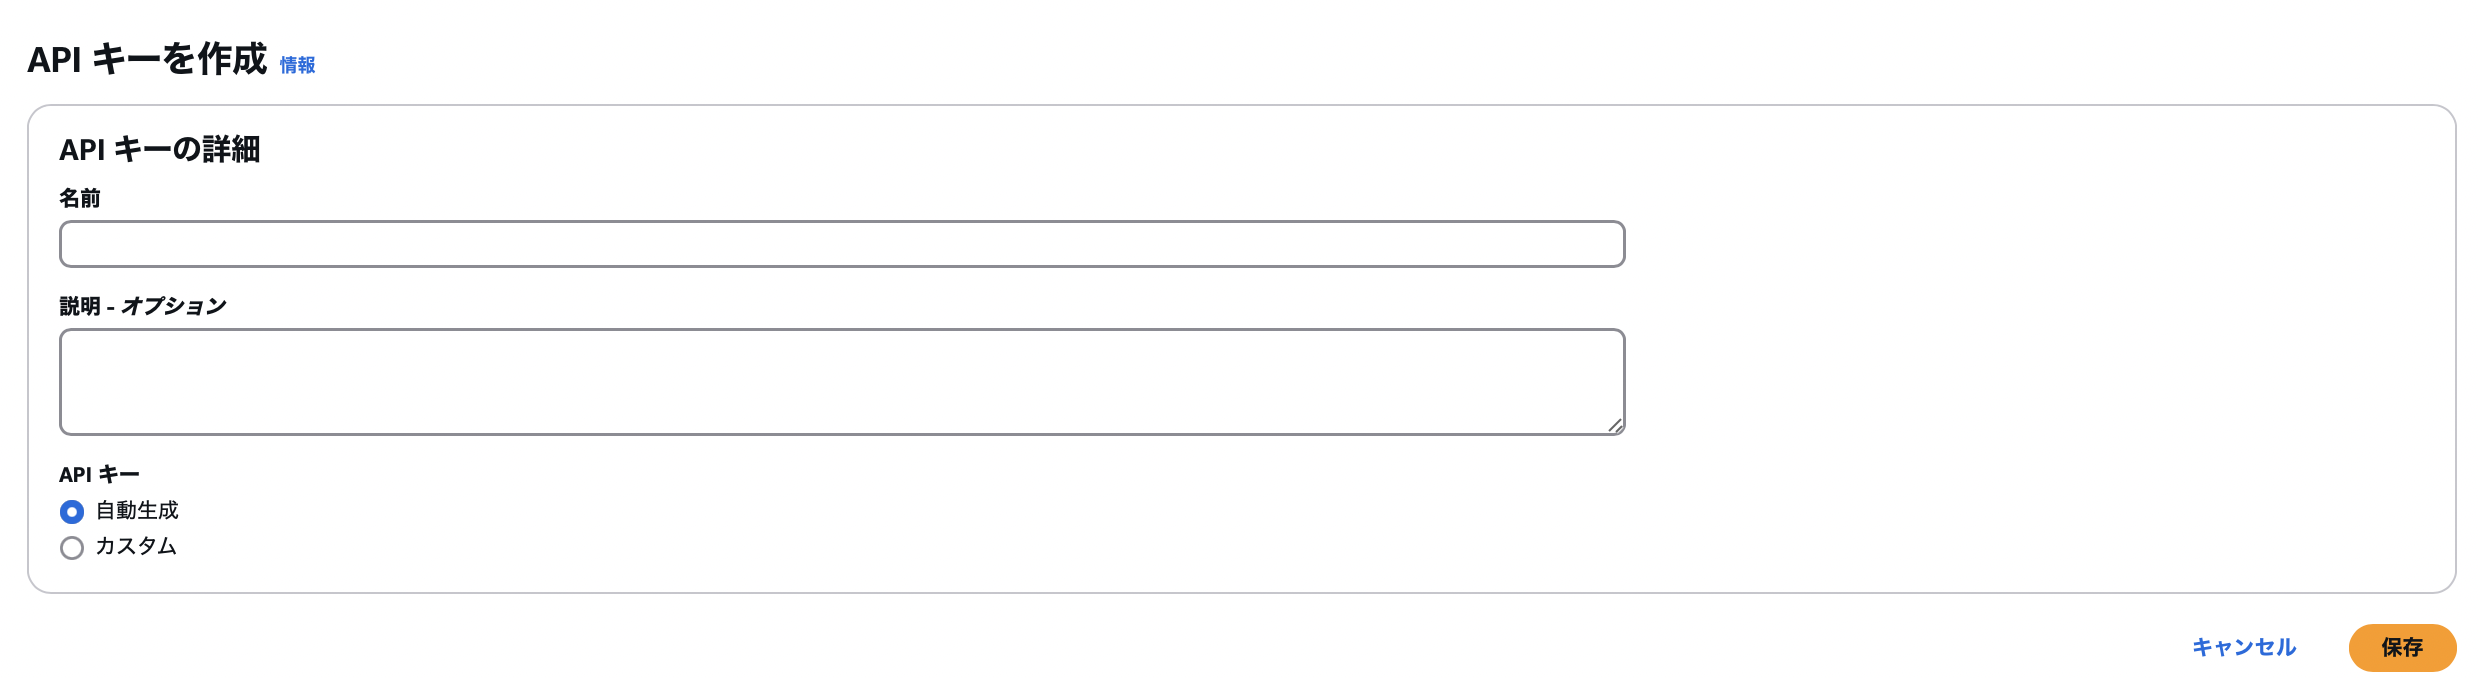 API キーを作成 情報
API キーの詳細
名前
説明 - オプション
API キー
自動生成
カスタム
キャンセル 保存